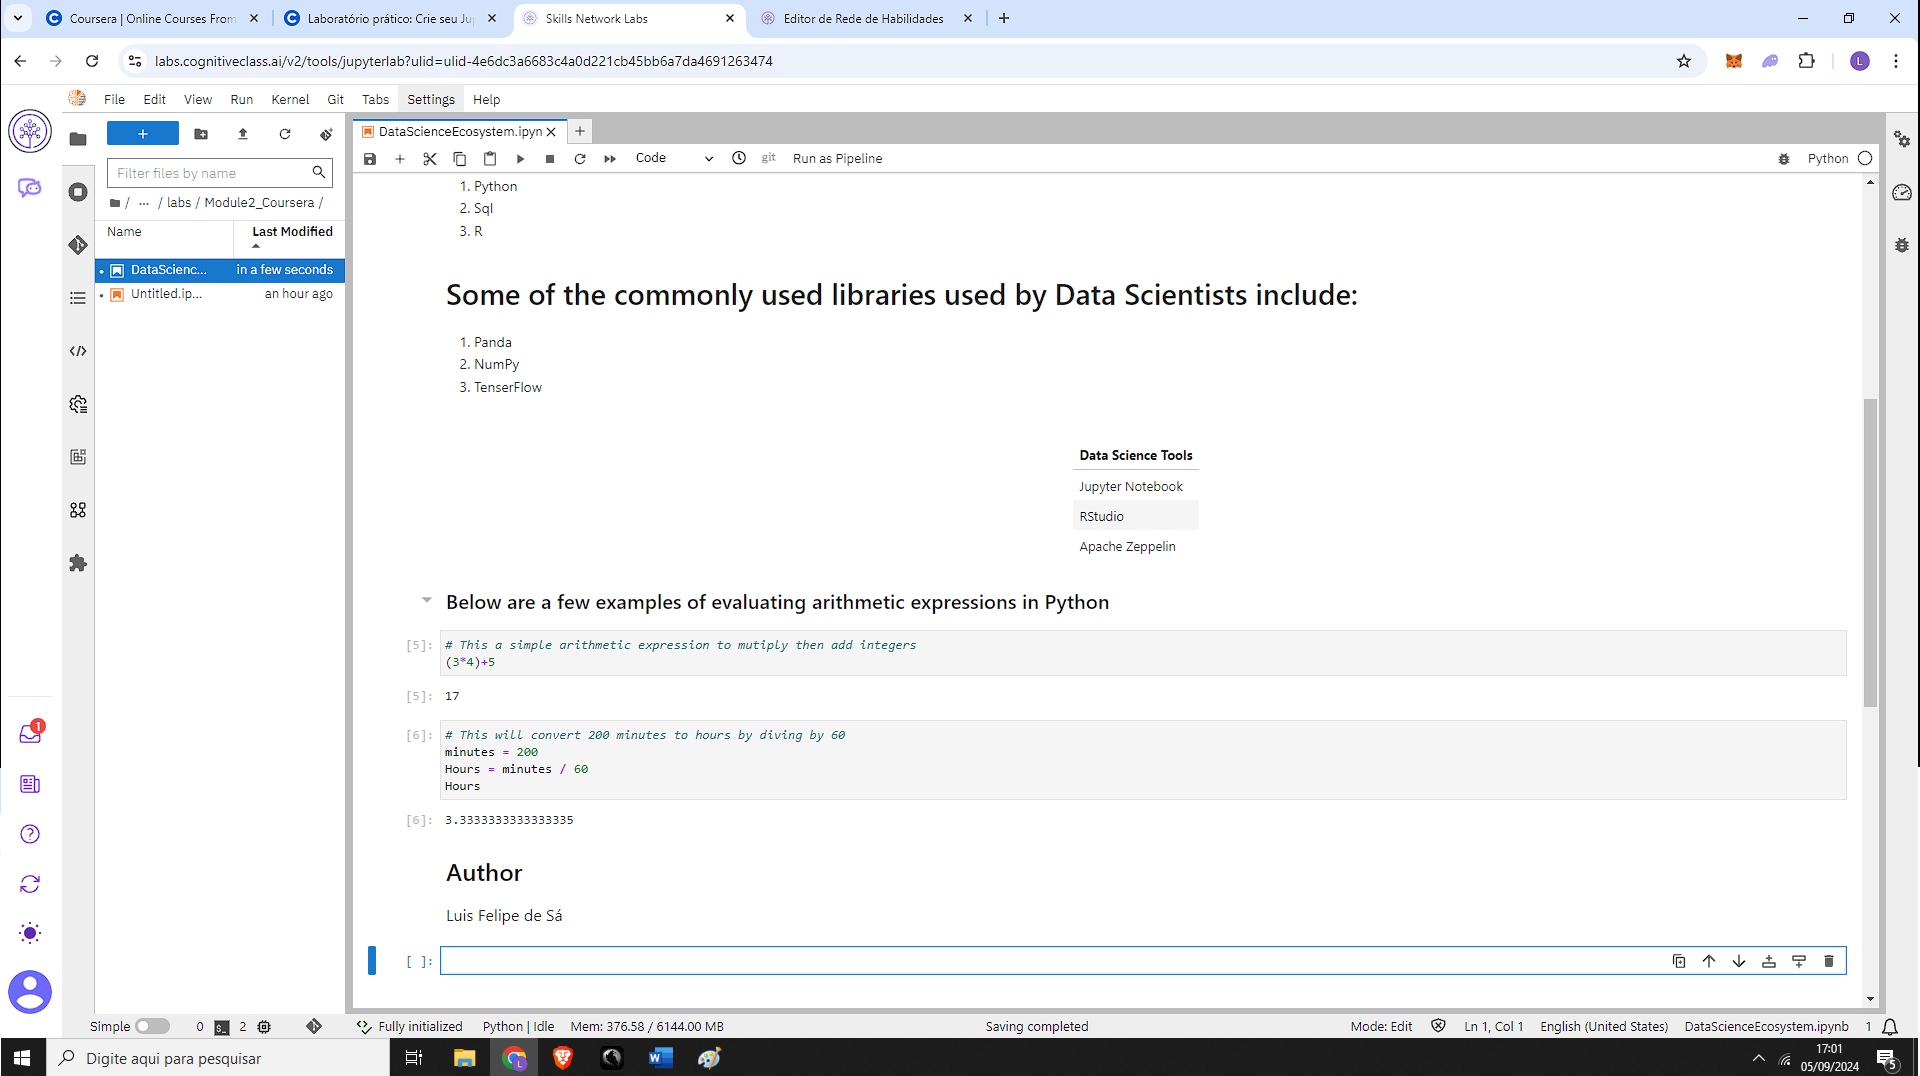 Coursera | Online Courses From
Laboratório prático: Crie seu Ju
Skills Network Labs
Editor de Rede de Habilidades
labs.cognitiveclass.ai/v2/tools/jupyterlab?ulid=ulid-4e6dc3a6683c4a0d221cb45bb6a7da4691263474
L
File Edit View Run Kernel Git Tabs Settings Help
DataScienceEcosystem.ipyn
Code
git
Run as Pipeline
Python
Filter files by name
/ ··· / labs / Module2_Coursera /
Name Last Modified
DataScienc... in a few seconds
Untitled.ip... an hour ago
1. Python
2. Sql
3. R
Some of the commonly used libraries used by Data Scientists include:
1. Panda
2. NumPy
3. TenserFlow
Data Science Tools
Jupyter Notebook
RStudio
Apache Zeppelin
Below are a few examples of evaluating arithmetic expressions in Python
[5]: # This a simple arithmetic expression to mutiply then add integers
(3*4)+5
[5]: 17
[6]: # This will convert 200 minutes to hours by diving by 60
minutes = 200
Hours = minutes / 60
Hours
[6]: 3.3333333333333335
Author
Luis Felipe de Sá
[ ]:
1
Simple 0 2 Fully initialized Python | Idle Mem: 376.58 / 6144.00 MB Saving completed Mode: Edit Ln 1, Col 1 English (United States) DataScienceEcosystem.ipynb 1
Digite aqui para pesquisar
17:01
05/09/2024
5